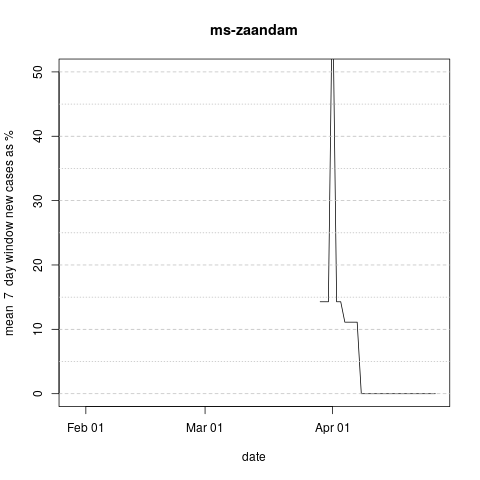 ms-zaandam
mean 7 day window new cases as %
50
40
30
20
10
0
Feb 01
Mar 01
Apr 01
date